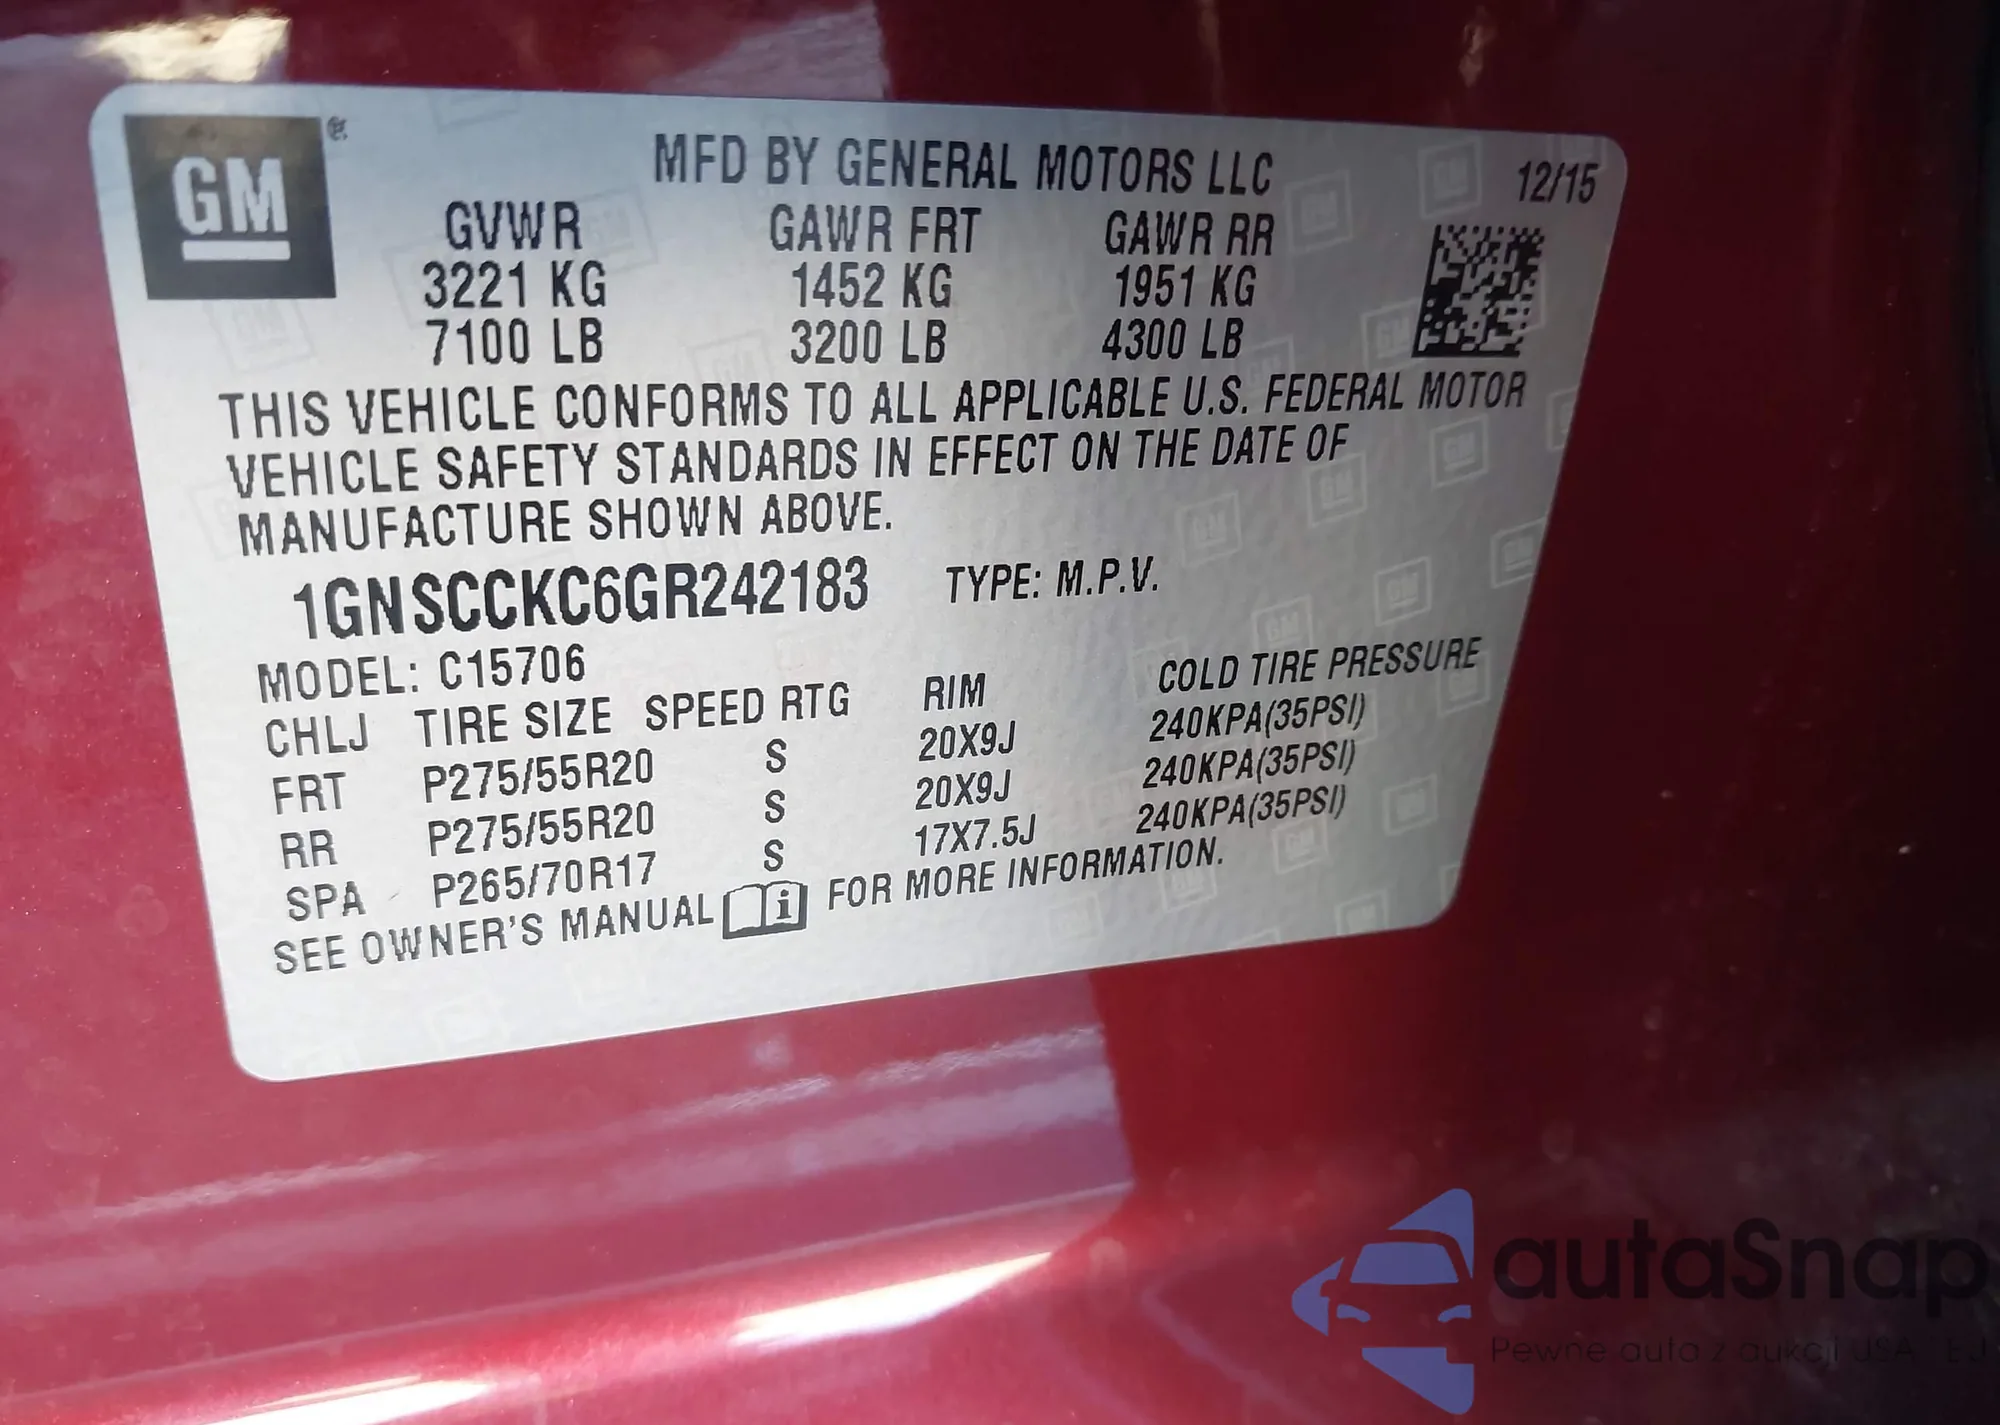 GM
MFD BY GENERAL MOTORS LLC 12/15
GVWR GAWR FRT GAWR RR
3221 KG 1452 KG 1951 KG
7100 LB 3200 LB 4300 LB
THIS VEHICLE CONFORMS TO ALL APPLICABLE U.S. FEDERAL MOTOR
VEHICLE SAFETY STANDARDS IN EFFECT ON THE DATE OF
MANUFACTURE SHOWN ABOVE.
1GNSCCKC6GR242183 TYPE: M.P.V.
MODEL: C15706
CHLJ TIRE SIZE SPEED RTG RIM COLD TIRE PRESSURE
FRT P275/55R20 S 20X9J 240KPA(35PSI)
RR P275/55R20 S 20X9J 240KPA(35PSI)
SPA P265/70R17 S 17X7.5J 240KPA(35PSI)
SEE OWNER'S MANUAL i FOR MORE INFORMATION.
autaSnap
Pewne auta z aukcji USA